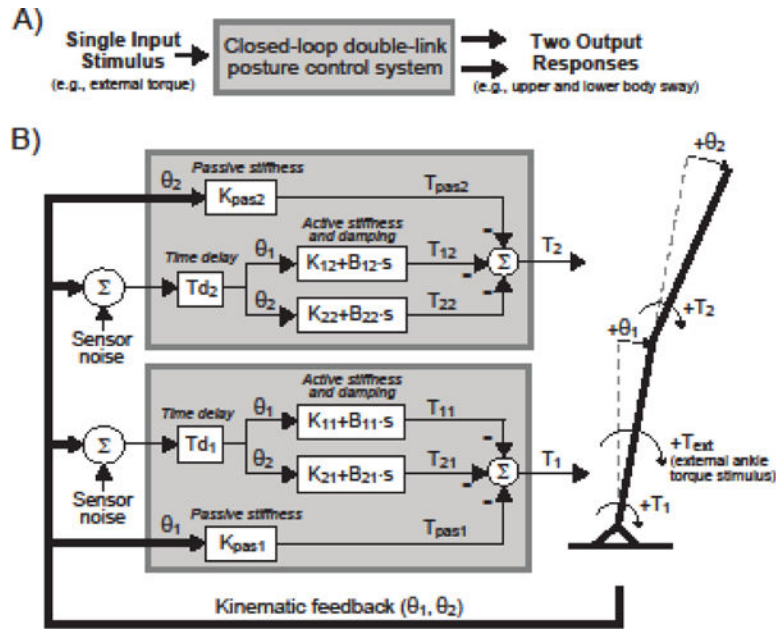 A)
Single Input
Stimulus
(e.g., external torque)
Closed-loop double-link
posture control system
Two Output
Responses
(e.g., upper and lower body sway)
B)
Passive stiffness
θ2
Kpas2
Tpas2
-
Active stiffness
and damping
Time delay
θ1
K12+B12·s
T12
-
Σ
T2
Σ
Td2
θ2
K22+B22·s
T22
-
Sensor
noise
+θ2
+T2
+θ1
Active stiffness
and damping
Time delay
θ1
K11+B11·s
T11
-
Σ
Td1
θ2
K21+B21·s
T21
-
Σ
T1
Sensor
noise
Passive stiffness
-
θ1
Kpas1
Tpas1
+Text
(external ankle
torque stimulus)
+T1
Kinematic feedback (θ1, θ2)